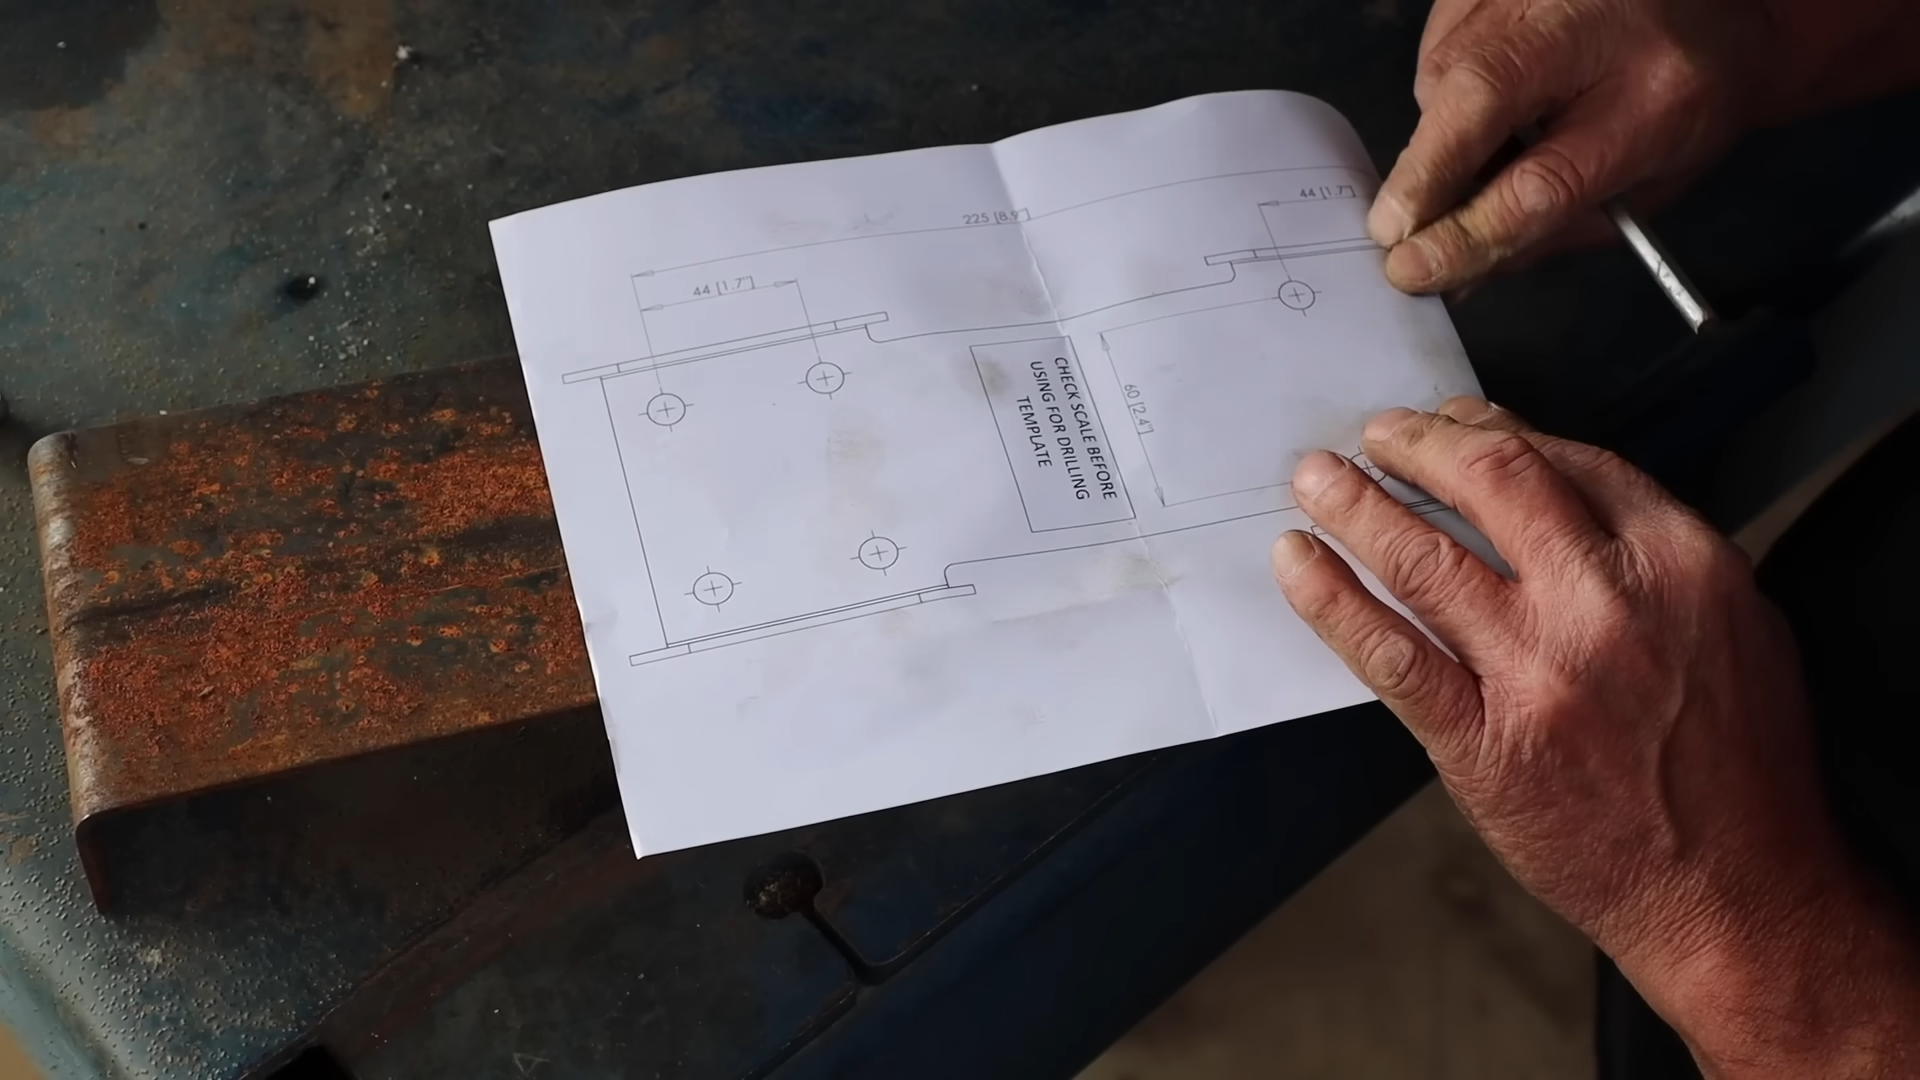 225 [8.9"]
44 [1.7"]
44 [1.7"]
60 [2.4"]
CHECK SCALE BEFORE
USING FOR DRILLING
TEMPLATE